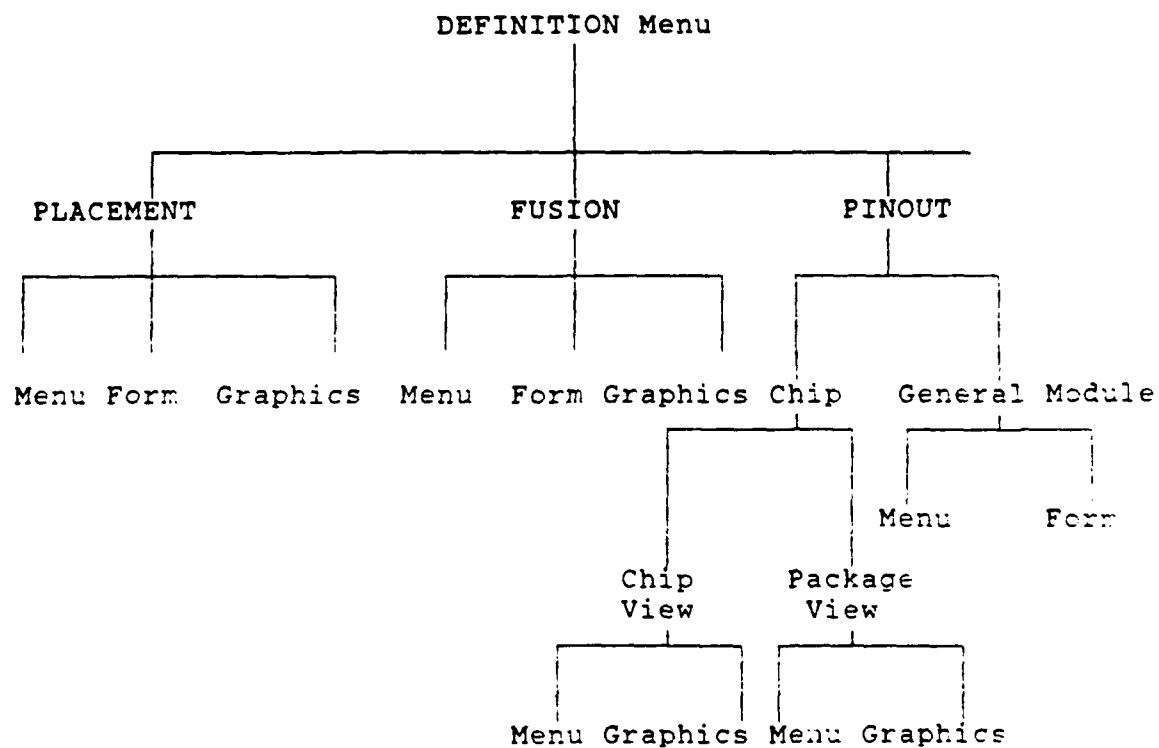 DEFINITION Menu
PLACEMENT FUSION PINOUT
Menu Form Graphics Menu Form Graphics Chip General Module
Menu Form
Chip Package
View View
Menu Graphics Menu Graphics